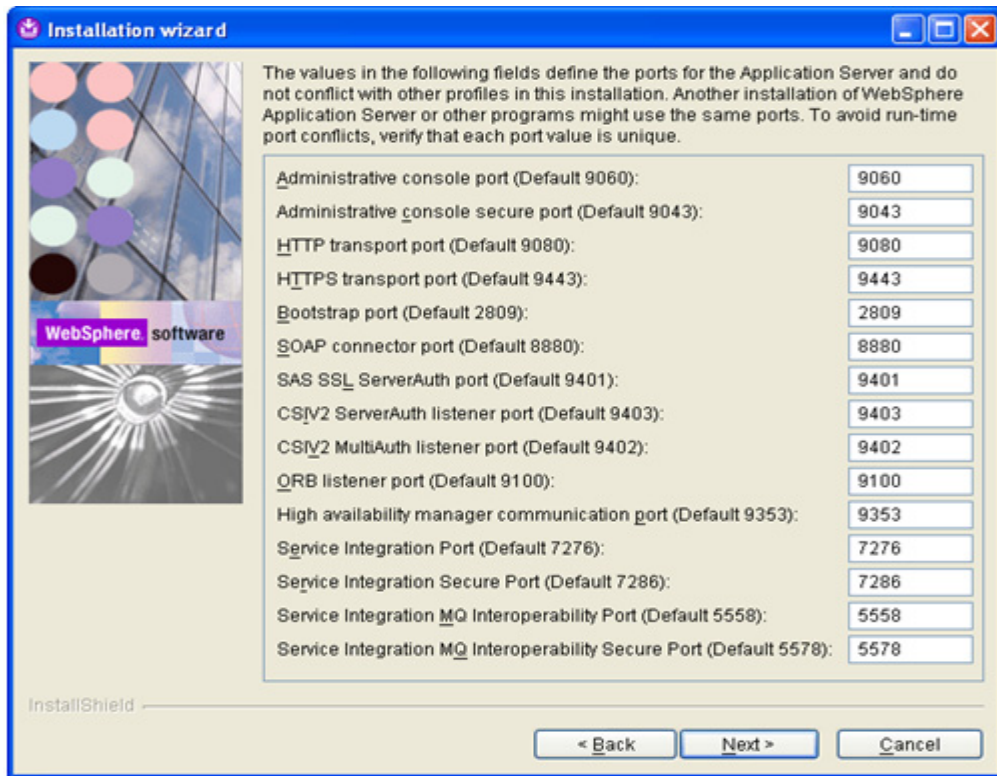 Installation wizard
The values in the following fields define the ports for the Application Server and do
not conflict with other profiles in this installation. Another installation of WebSphere
Application Server or other programs might use the same ports. To avoid run-time
port conflicts, verify that each port value is unique.
Administrative console port (Default 9060): 9060
Administrative console secure port (Default 9043): 9043
HTTP transport port (Default 9080): 9080
HTTPS transport port (Default 9443): 9443
Bootstrap port (Default 2809): 2809
SOAP connector port (Default 8880): 8880
SAS SSL ServerAuth port (Default 9401): 9401
CSIV2 ServerAuth listener port (Default 9403): 9403
CSIV2 MultiAuth listener port (Default 9402): 9402
ORB listener port (Default 9100): 9100
High availability manager communication port (Default 9353): 9353
Service Integration Port (Default 7276): 7276
Service Integration Secure Port (Default 7286): 7286
Service Integration MQ Interoperability Port (Default 5558): 5558
Service Integration MQ Interoperability Secure Port (Default 5578): 5578
WebSphere. software
InstallShield
< Back Next > Cancel